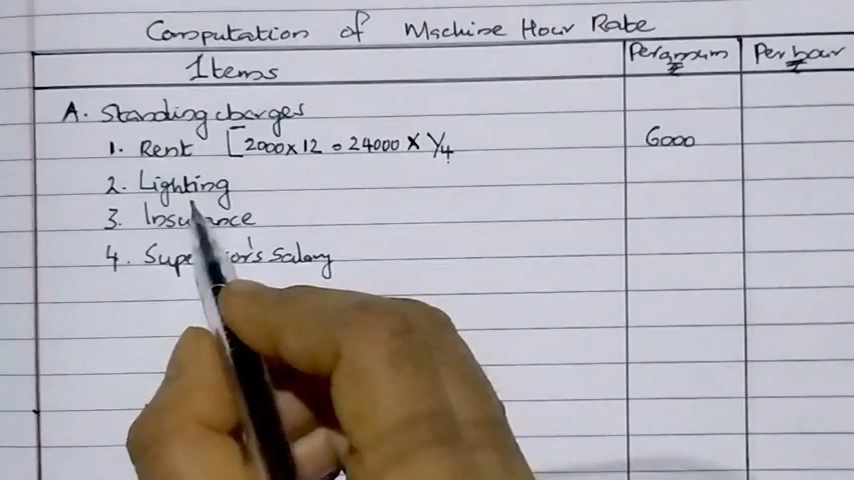 Computation of Machine Hour Rate
Items Per annum Per hour
A. Standing charges
1. Rent [2000 x 12 = 24000 x 1/4 6000
2. Lighting
3. Insurance
4. Salary